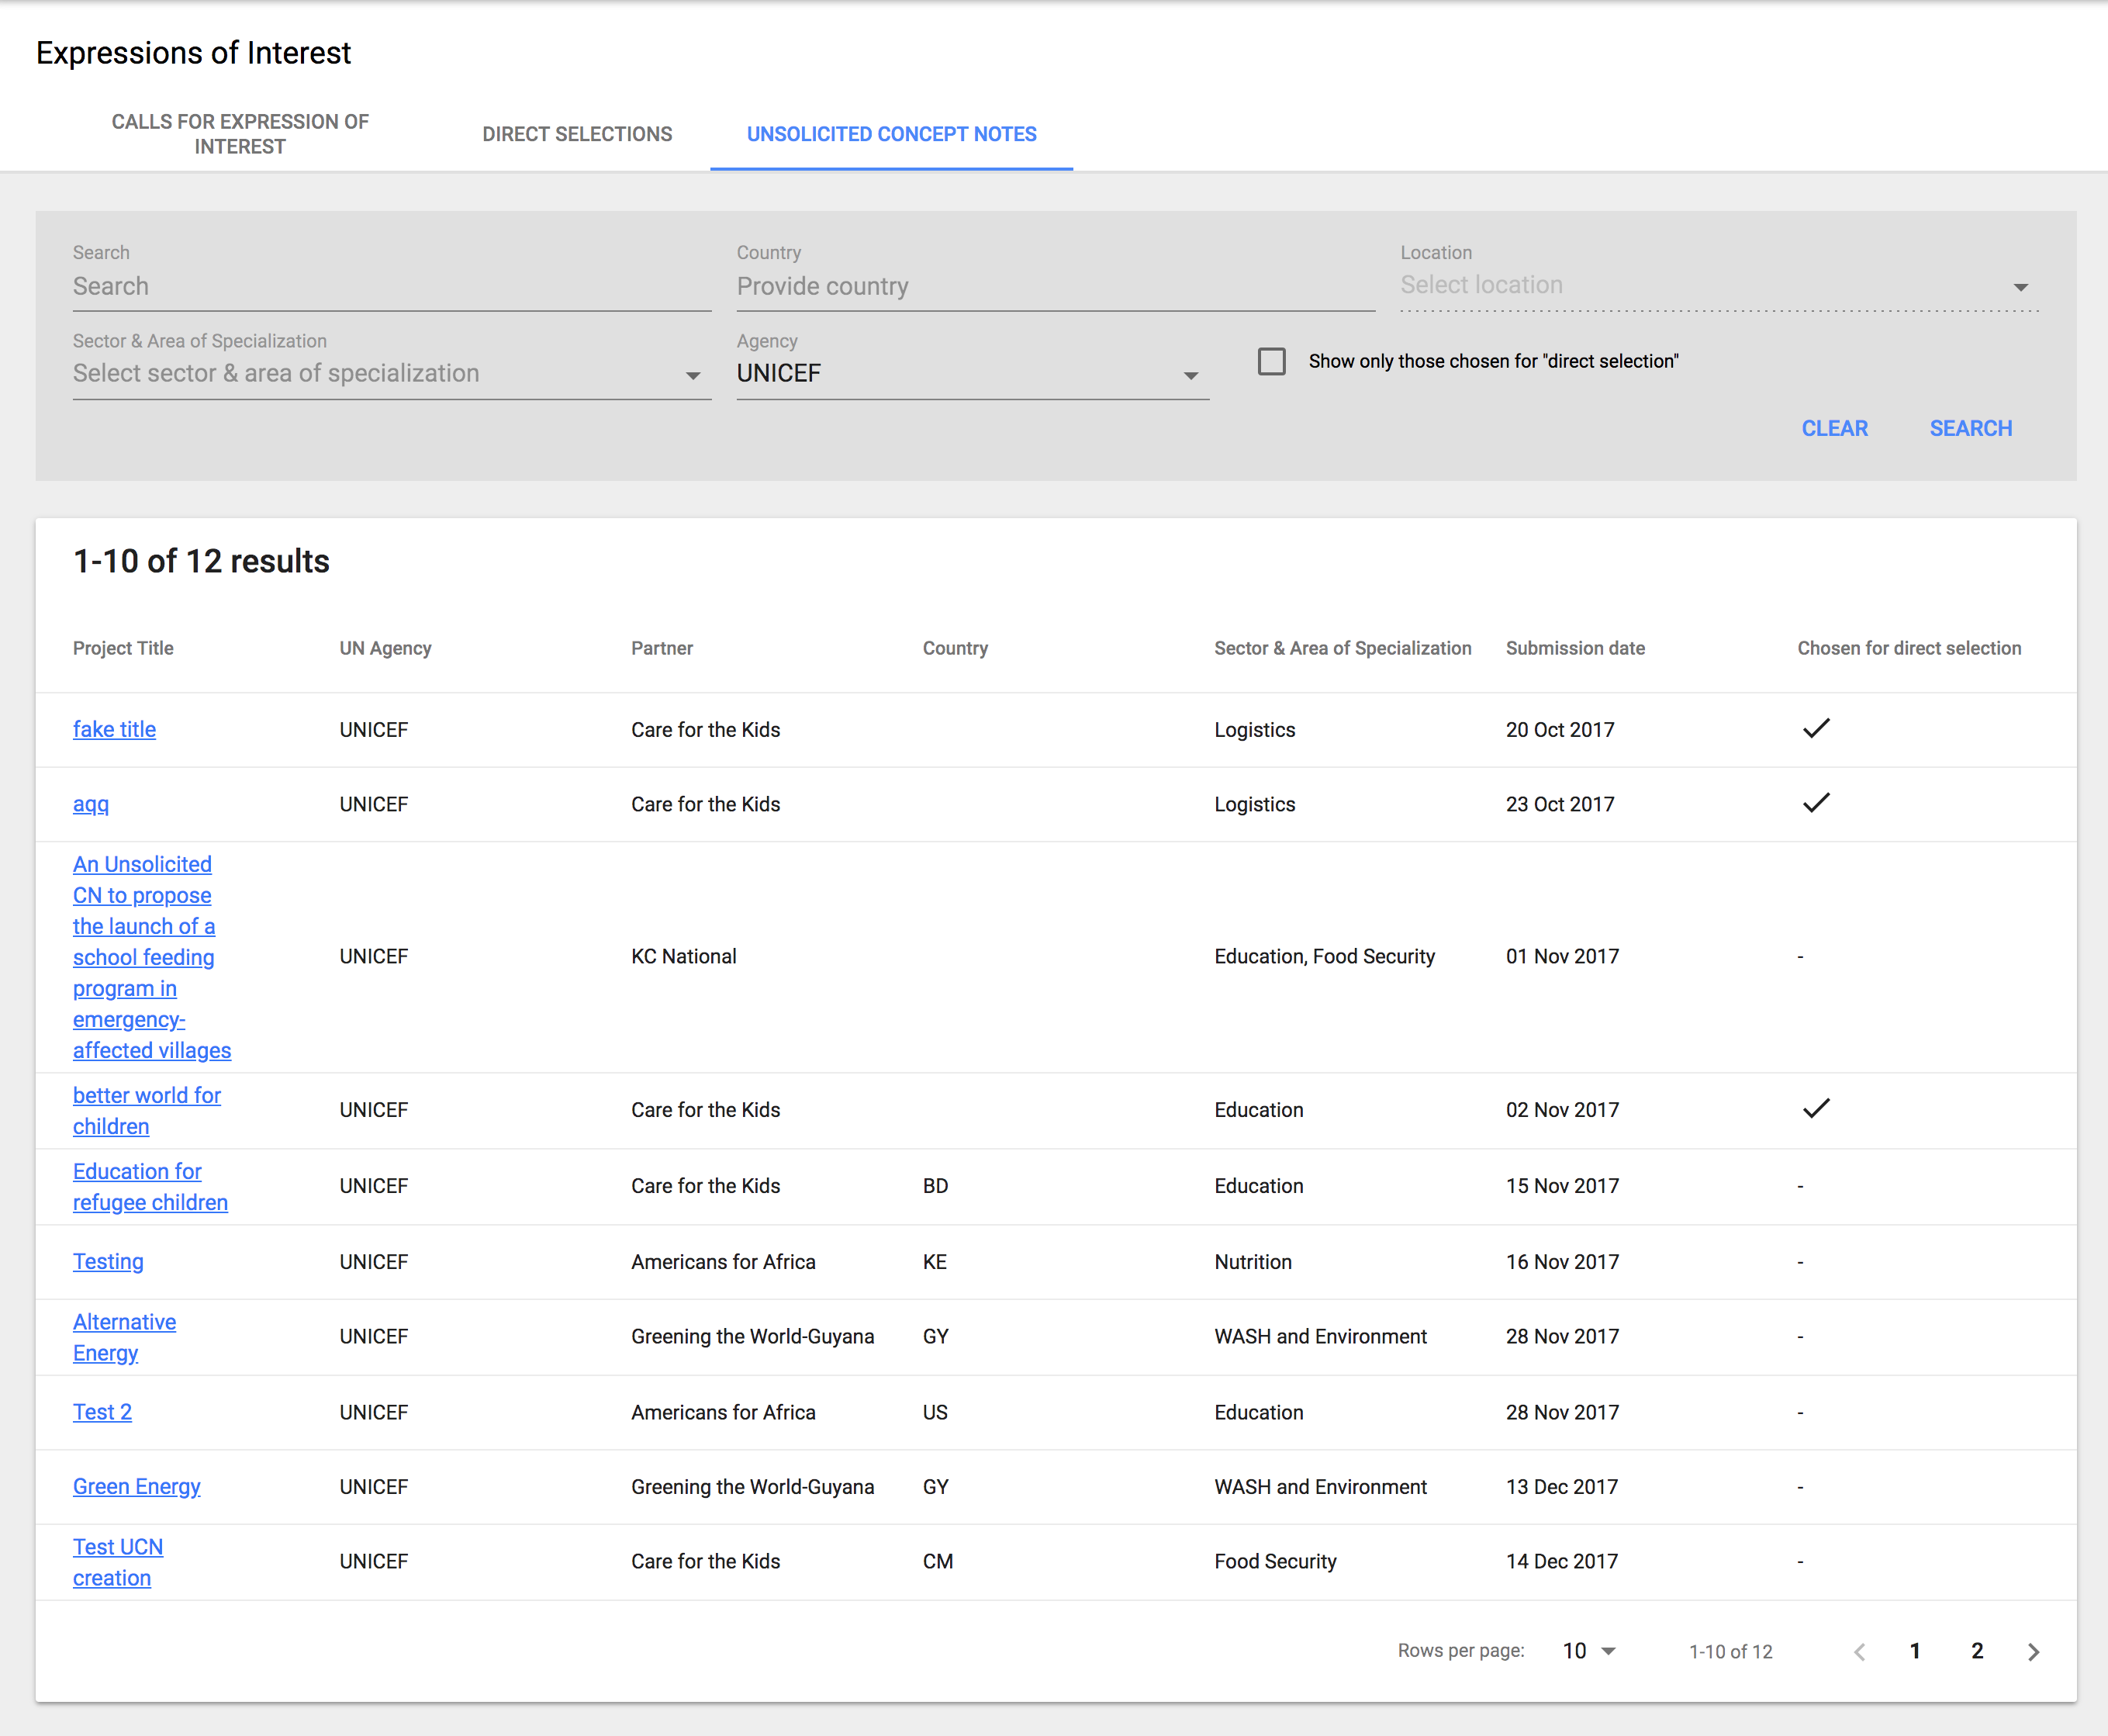 Expressions of Interest
CALLS FOR EXPRESSION OF
INTEREST
DIRECT SELECTIONS
UNSOLICITED CONCEPT NOTES
Search
Search
Country
Provide country
Location
Select location
Sector & Area of Specialization
Select sector & area of specialization
Agency
UNICEF
Show only those chosen for "direct selection"
CLEAR
SEARCH
1-10 of 12 results
Project Title UN Agency Partner Country Sector & Area of Specialization Submission date Chosen for direct selection
fake title UNICEF Care for the Kids Logistics 20 Oct 2017
aqq UNICEF Care for the Kids Logistics 23 Oct 2017
An Unsolicited
CN to propose
the launch of a
school feeding
program in
emergency-
affected villages
UNICEF KC National Education, Food Security 01 Nov 2017 -
better world for
children
UNICEF Care for the Kids Education 02 Nov 2017
Education for
refugee children
UNICEF Care for the Kids BD Education 15 Nov 2017 -
Testing UNICEF Americans for Africa KE Nutrition 16 Nov 2017 -
Alternative
Energy
UNICEF Greening the World-Guyana GY WASH and Environment 28 Nov 2017 -
Test 2 UNICEF Americans for Africa US Education 28 Nov 2017 -
Green Energy UNICEF Greening the World-Guyana GY WASH and Environment 13 Dec 2017 -
Test UCN
creation
UNICEF Care for the Kids CM Food Security 14 Dec 2017 -
Rows per page: 10 1-10 of 12 1 2